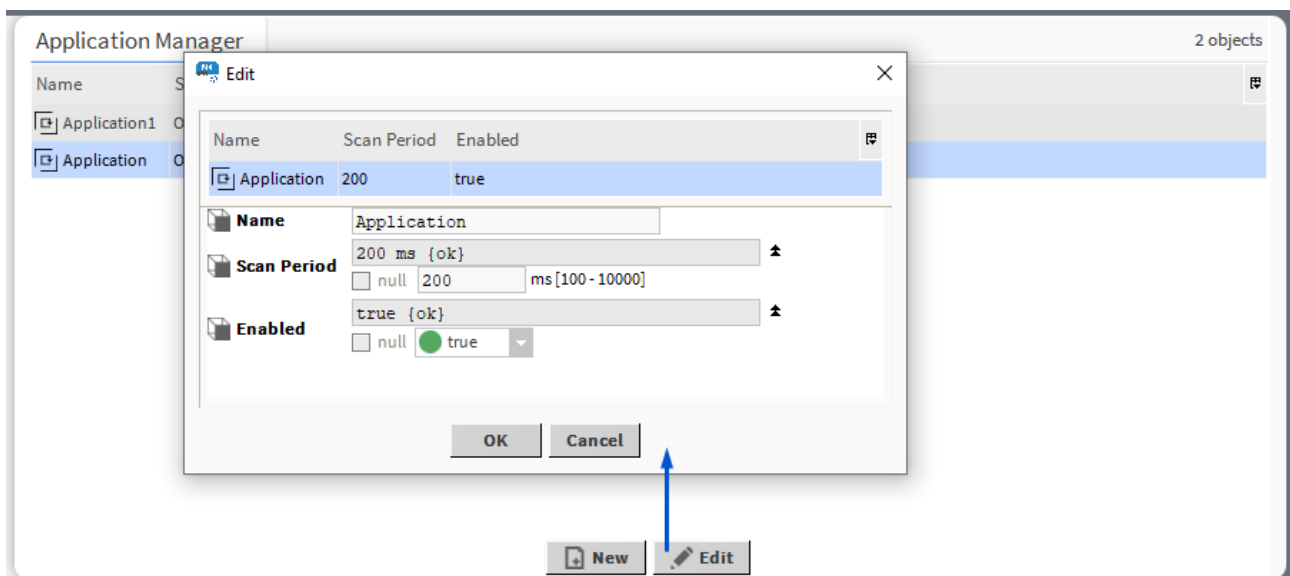 Application Manager
2 objects
Name S
Application1 O
Application O
N4 Edit
Name Scan Period Enabled
Application 200 true
Name Application
200 ms {ok}
Scan Period
null 200 ms [100 - 10000]
true {ok}
Enabled
null true
OK Cancel
New Edit